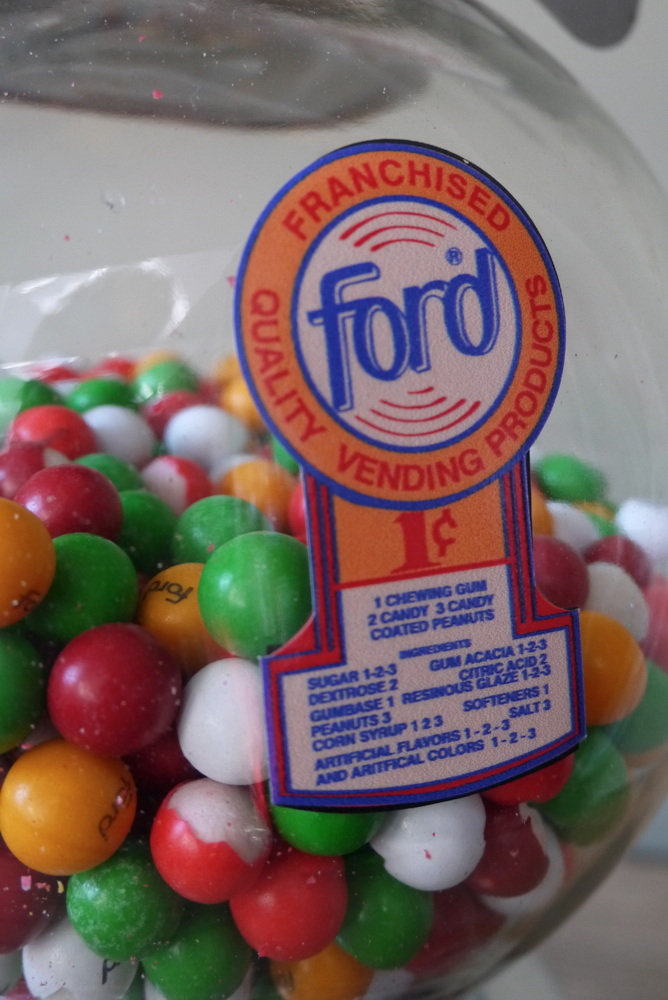 FRANCHISED
ford®
QUALITY VENDING PRODUCTS
1¢
1 CHEWING GUM
2 CANDY 3 CANDY
COATED PEANUTS
INGREDIENTS
SUGAR 1-2-3 GUM ACACIA 1-2-3
DEXTROSE 2 CITRIC ACID 2
GUMBASE 1 RESINOUS GLAZE 1-2-3
PEANUTS 3 SOFTENERS 1
CORN SYRUP 1 2 3 SALT 3
ARTIFICIAL FLAVORS 1 - 2 - 3
AND ARITFICAL COLORS 1 - 2 - 3
ford
ford